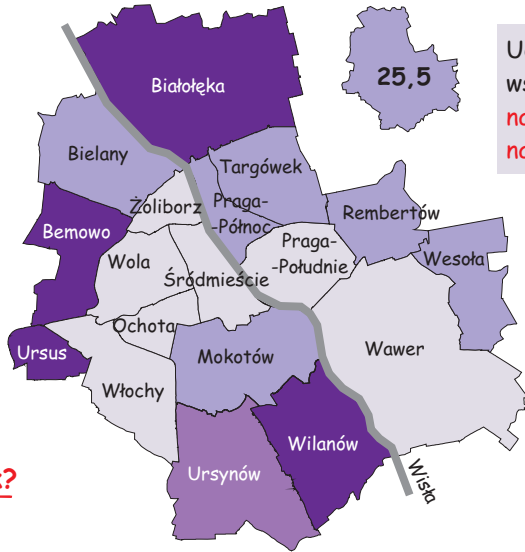 Białołęka
25,5
Bielany
Targówek
Żoliborz
Praga-
-Północ
Rembertów
Bemowo
Praga-
-Południe
Wola
Śródmieście
Wesoła
Ochota
Ursus
Mokotów
Wawer
Włochy
Wilanów
Ursynów
Wisła
?